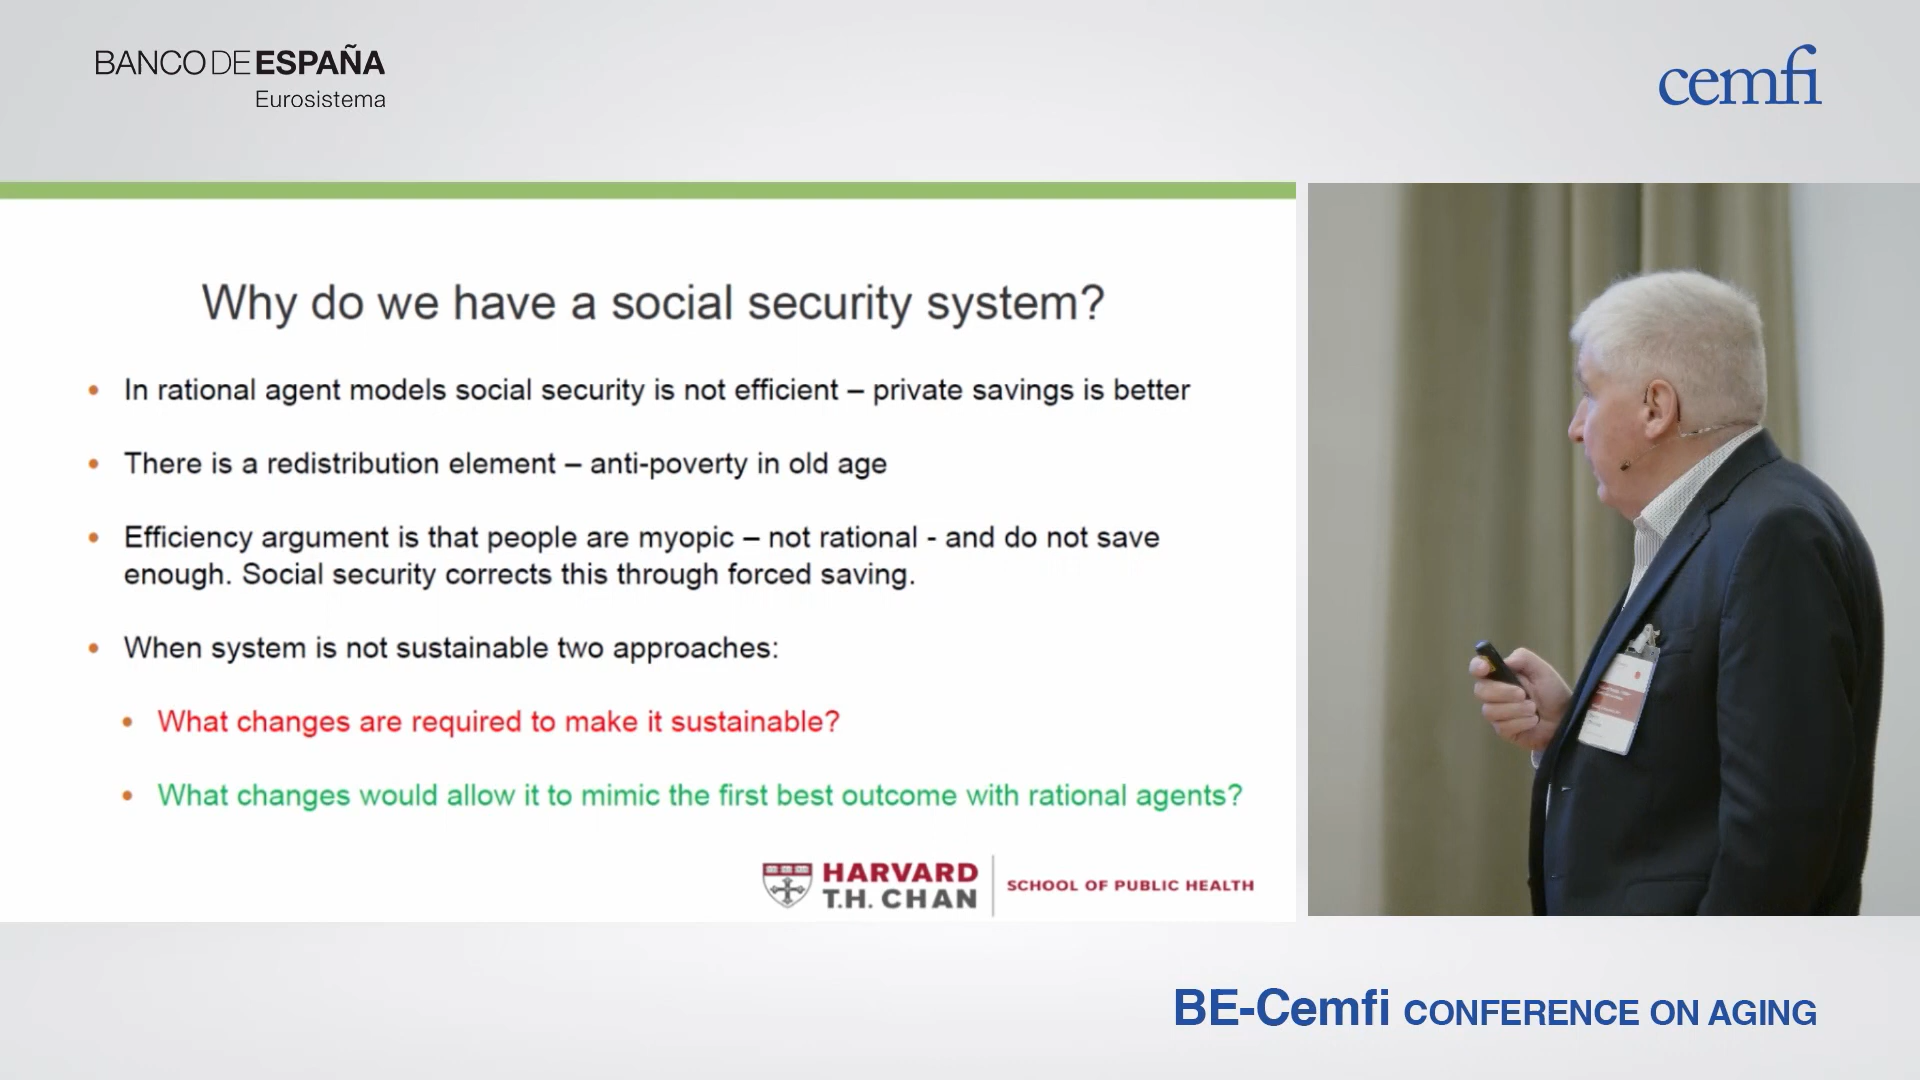 BANCO DE ESPAÑA
Eurosistema
cemfi
Why do we have a social security system?
• In rational agent models social security is not efficient – private savings is better
• There is a redistribution element – anti-poverty in old age
• Efficiency argument is that people are myopic – not rational - and do not save
enough. Social security corrects this through forced saving.
• When system is not sustainable two approaches:
• What changes are required to make it sustainable?
• What changes would allow it to mimic the first best outcome with rational agents?
HARVARD
T.H. CHAN
SCHOOL OF PUBLIC HEALTH
BE-Cemfi CONFERENCE ON AGING